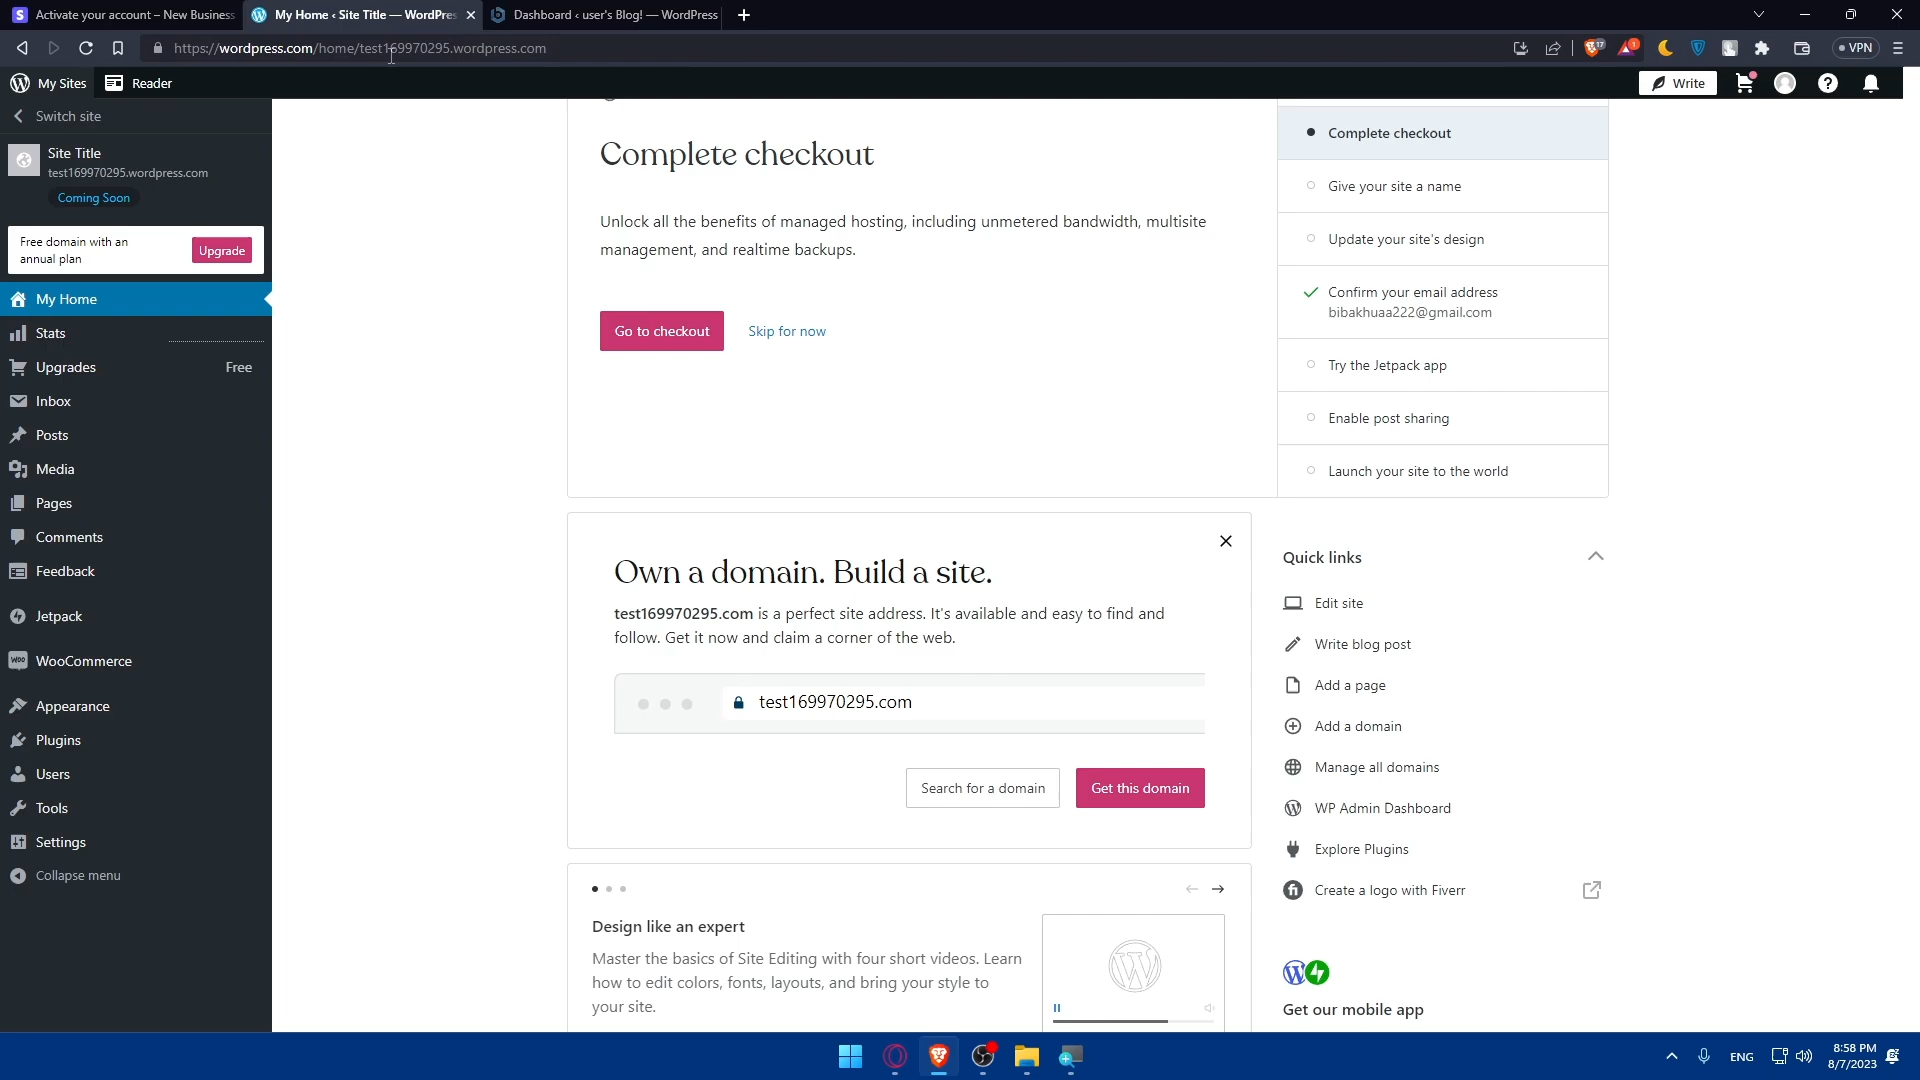 Activate your account – New Business
My Home ‹ Site Title — WordPres
Dashboard ‹ user's Blog! — WordPress
https://wordpress.com/home/test169970295.wordpress.com
17
1
VPN
My Sites
Reader
Write
Switch site
Site Title
test169970295.wordpress.com
Coming Soon
Free domain with an
annual plan
Upgrade
My Home
Stats
Upgrades
Free
Inbox
Posts
Media
Pages
Comments
Feedback
Jetpack
WooCommerce
Appearance
Plugins
Users
Tools
Settings
Collapse menu
Complete checkout
Unlock all the benefits of managed hosting, including unmetered bandwidth, multisite
management, and realtime backups.
Go to checkout
Skip for now
Complete checkout
Give your site a name
Update your site's design
Confirm your email address
bibakhuaa222@gmail.com
Try the Jetpack app
Enable post sharing
Launch your site to the world
Own a domain. Build a site.
test169970295.com is a perfect site address. It's available and easy to find and
follow. Get it now and claim a corner of the web.
test169970295.com
Search for a domain
Get this domain
Design like an expert
Master the basics of Site Editing with four short videos. Learn
how to edit colors, fonts, layouts, and bring your style to
your site.
Quick links
Edit site
Write blog post
Add a page
Add a domain
Manage all domains
WP Admin Dashboard
Explore Plugins
Create a logo with Fiverr
Get our mobile app
ENG
8:58 PM
8/7/2023